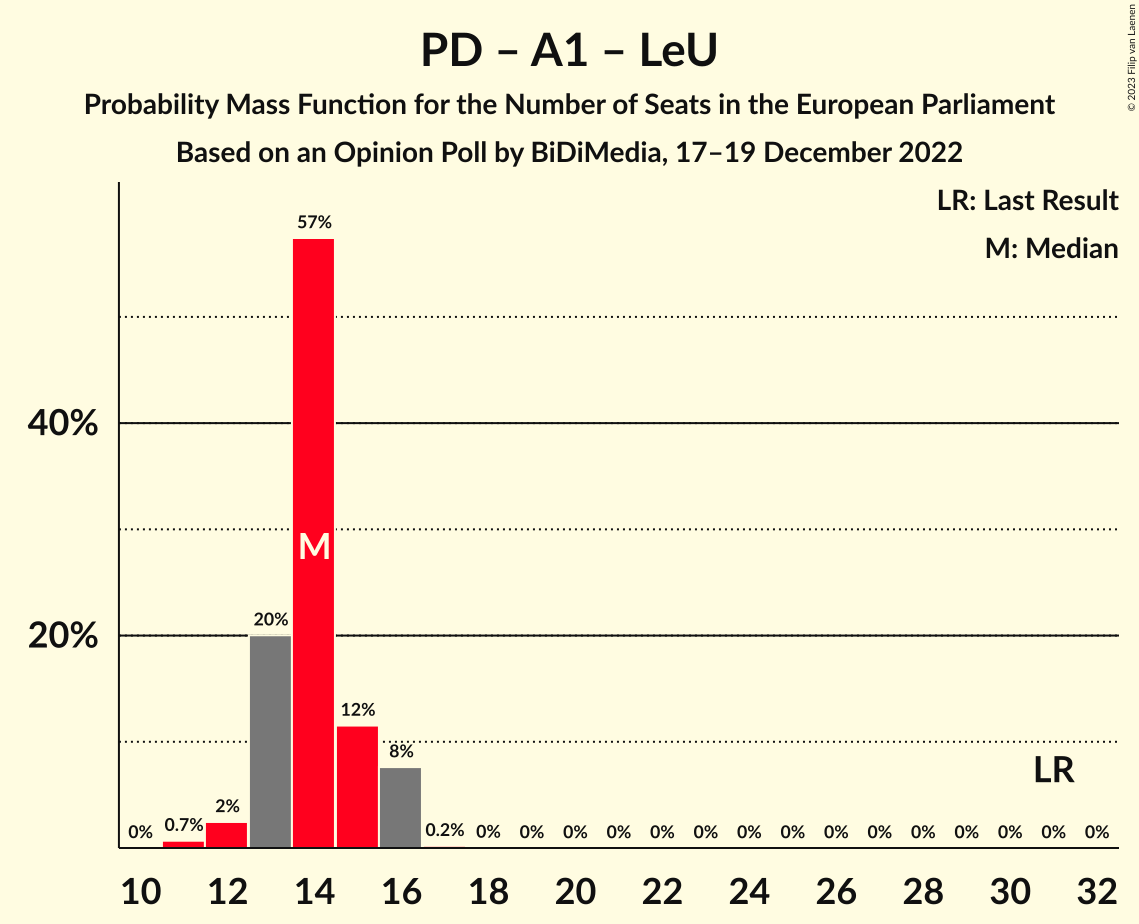 PD – A1 – LeU
Probability Mass Function for the Number of Seats in the European Parliament
Based on an Opinion Poll by BiDiMedia, 17–19 December 2022
© 2023 Filip van Laenen
LR: Last Result
M: Median
57%
40%
M
20%
20%
12%
8%
LR
0% 0.7% 2% 0.2% 0% 0% 0% 0% 0% 0% 0% 0% 0% 0% 0% 0% 0% 0% 0%
10 12 14 16 18 20 22 24 26 28 30 32